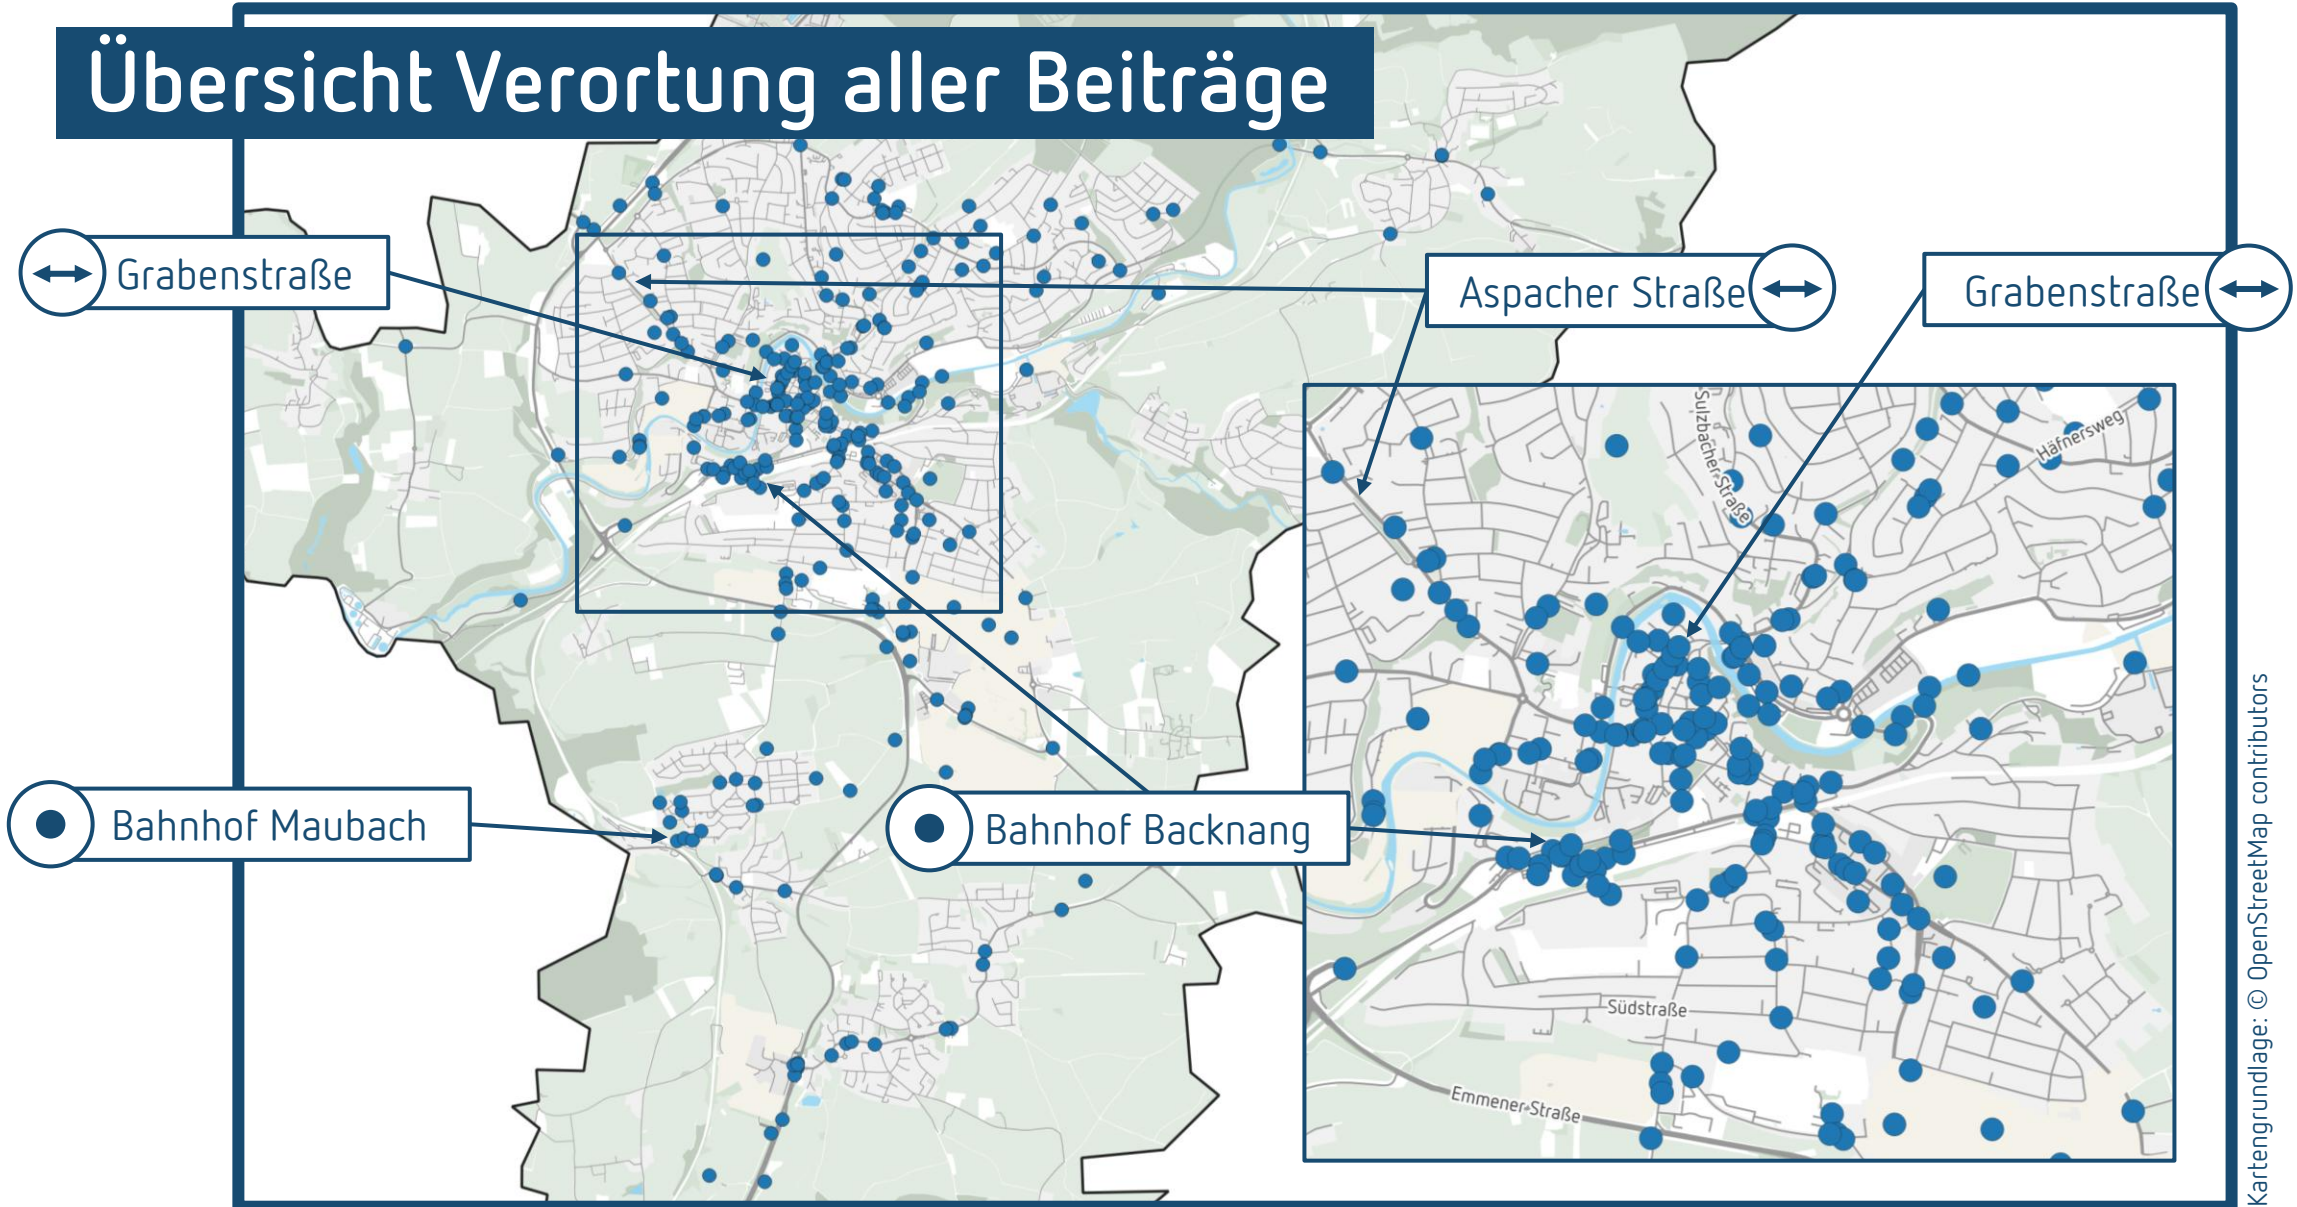 Übersicht Verortung aller Beiträge
Grabenstraße
Aspacher Straße
Grabenstraße
Sulzbacher-Straße
Häfnersweg
Bahnhof Maubach
Bahnhof Backnang
Südstraße
Emmener-Straße
Kartengrundlage: © OpenStreetMap contributors